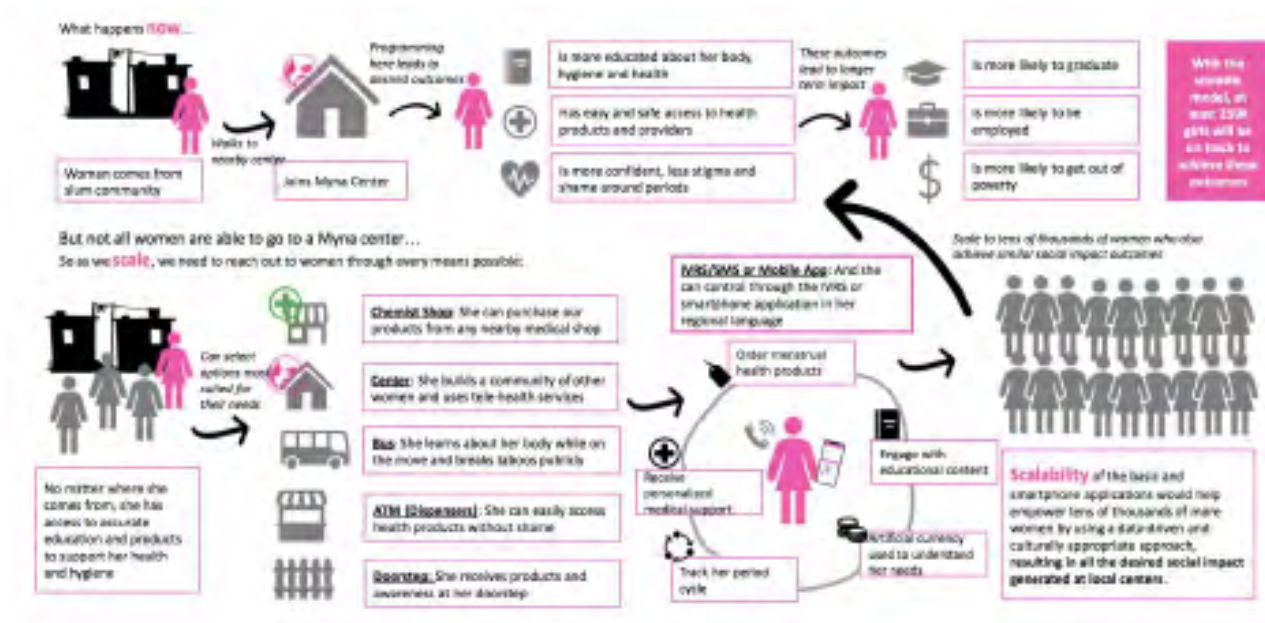 What happens now...
Woman comes from
slum community
Walks to
nearby center
Joins Myna Center
Programming
here leads to
desired outcomes
Is more educated about her body,
hygiene and health
Has easy and safe access to health
products and providers
Is more confident, less stigma and
shame around periods
These outcomes
lead to longer
term impact
Is more likely to graduate
Is more likely to be
employed
Is more likely to get out of
poverty
With the
model, at
girls will be
on track to
achieve these
outcomes
But not all women are able to go to a Myna center...
So as we scale, we need to reach out to women through every means possible:
No matter where she
comes from, she has
access to accurate
education and products
to support her health
and hygiene
Can select
options most
suited for
their needs
Chemist Shop: She can purchase our
products from any nearby medical shop
Center: She builds a community of other
women and uses tele-health services
Bus: She learns about her body while on
the move and breaks taboos publicly
ATM (Dispensers): She can easily access
health products without shame
Doorstep: She receives products and
awareness at her doorstep
IVRS/SMS or Mobile App: And she
can control through the IVRS or
smartphone application in her
regional language
Order menstrual
health products
Engage with
educational content
Artificial currency
used to understand
her needs
Track her period
cycle
Receive
personalized
medical support
Scale to tens of thousands of women who also
achieve similar social impact outcomes
Scalability of the basic and
smartphone applications would help
empower tens of thousands of more
women by using a data-driven and
culturally appropriate approach,
resulting in all the desired social impact
generated at local centers.